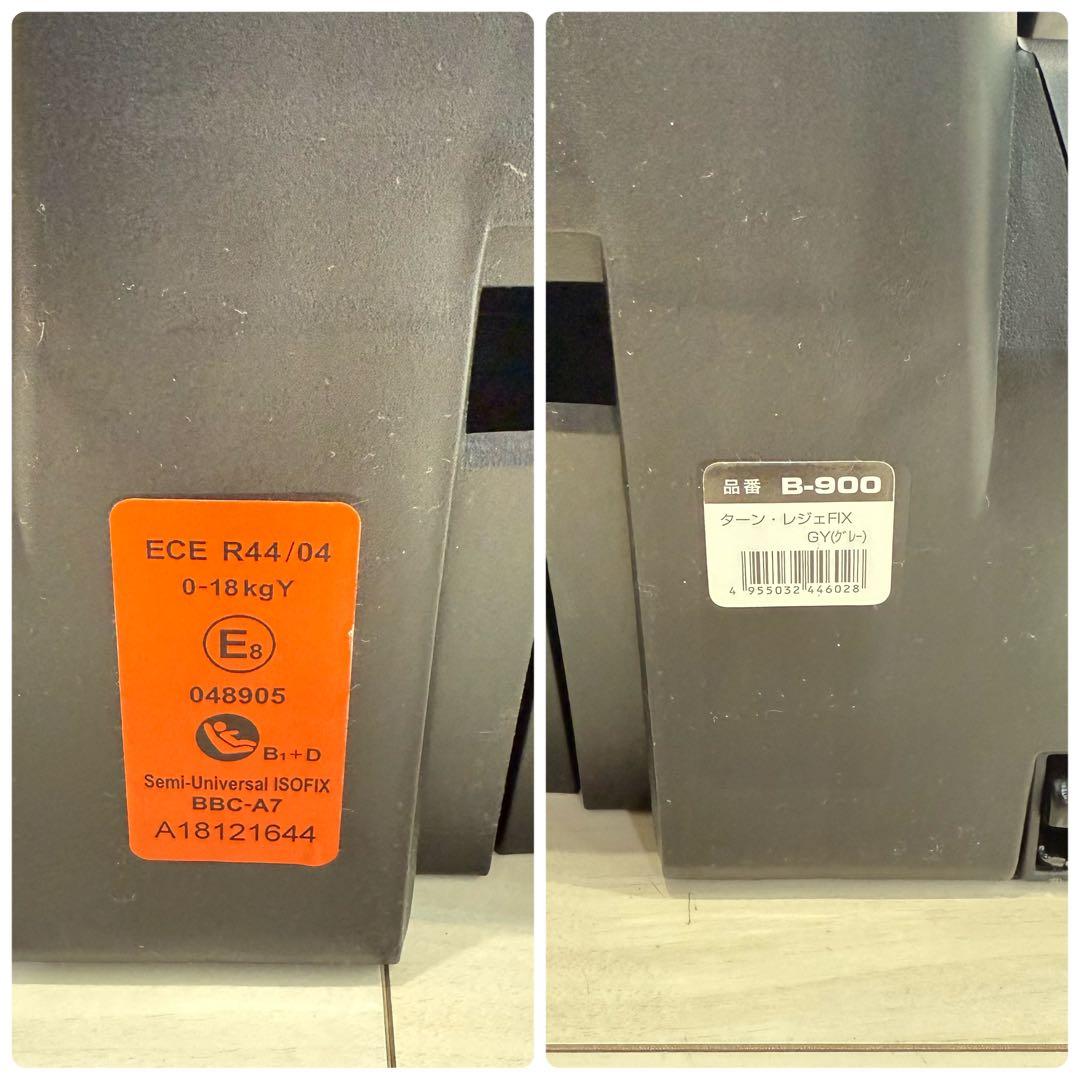 ECE R44/04
0-18kgY
E8
048905
B1+D
Semi-Universal ISOFIX
BBC-A7
A18121644
品番 B-900
ターン・レジェFIX
GY(ｸﾞﾚｰ)
4 955032 446028